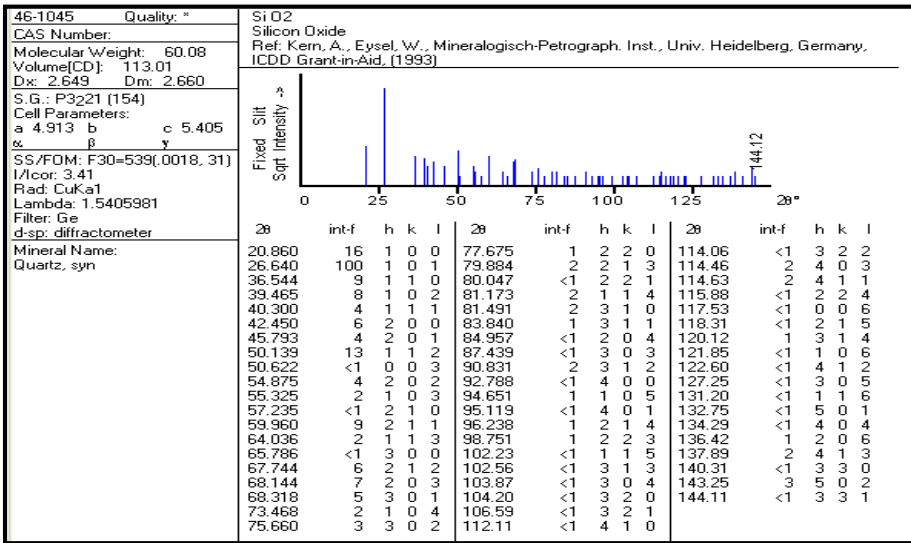 46-1045 Quality: *
CAS Number:
Molecular Weight: 60.08
Volume[CD]: 113.01
Dx: 2.649 Dm: 2.660
S.G.: P3221 (154)
Cell Parameters:
a 4.913 b c 5.405
α β γ
SS/FOM: F30=539(.0018, 31)
I/Icor: 3.41
Rad: CuKa1
Lambda: 1.5405981
Filter: Ge
d-sp: diffractometer
Mineral Name:
Quartz, syn
Si O2
Silicon Oxide
Ref: Kern, A., Eysel, W., Mineralogisch-Petrograph. Inst., Univ. Heidelberg, Germany,
ICDD Grant-in-Aid, (1993)
Fixed Slit
Sqrt Intensity ->
144.12
0 25 50 75 100 125 2θ°
2θ int-f h k l 2θ int-f h k l 2θ int-f h k l
20.860 16 1 0 0 77.675 1 2 2 0 114.06 <1 3 2 2
26.640 100 1 0 1 79.884 2 2 1 3 114.46 2 4 0 3
36.544 9 1 1 0 80.047 <1 2 2 1 114.63 2 4 1 1
39.465 8 1 0 2 81.173 2 1 1 4 115.88 <1 2 2 4
40.300 4 1 1 1 81.491 2 3 1 0 117.53 <1 0 0 6
42.450 6 2 0 0 83.840 1 3 1 1 118.31 <1 2 1 5
45.793 4 2 0 1 84.957 <1 2 0 4 120.12 1 3 1 4
50.139 13 1 1 2 87.439 <1 3 0 3 121.85 <1 1 0 6
50.622 <1 0 0 3 90.831 2 3 1 2 122.60 <1 4 1 2
54.875 4 2 0 2 92.788 <1 4 0 0 127.25 <1 3 0 5
55.325 2 1 0 3 94.651 1 1 0 5 131.20 <1 1 1 6
57.235 <1 2 1 0 95.119 <1 4 0 1 132.75 <1 5 0 1
59.960 9 2 1 1 96.238 1 2 1 4 134.29 <1 4 0 4
64.036 2 1 1 3 98.751 1 2 2 3 136.42 1 2 0 6
65.786 <1 3 0 0 102.23 <1 1 1 5 137.89 2 4 1 3
67.744 6 2 1 2 102.56 <1 3 1 3 140.31 <1 3 3 0
68.144 7 2 0 3 103.87 <1 3 0 4 143.25 3 5 0 2
68.318 5 3 0 1 104.20 <1 3 2 0 144.11 <1 3 3 1
73.468 2 1 0 4 106.59 <1 3 2 1
75.660 3 3 0 2 112.11 <1 4 1 0